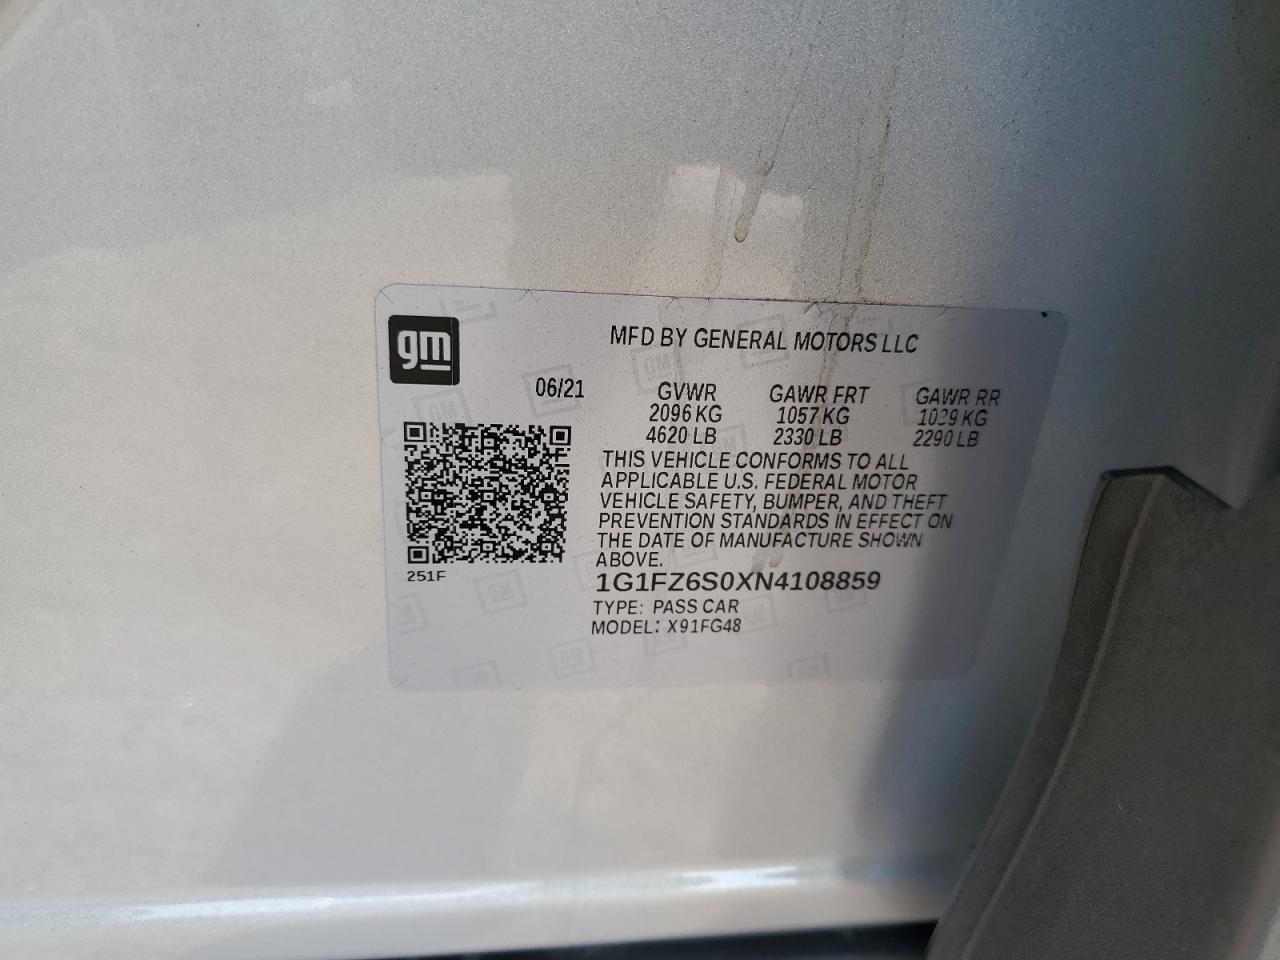 gm
MFD BY GENERAL MOTORS LLC
06/21 GVWR GAWR FRT GAWR RR
2096 KG 1057 KG 1039 KG
4620 LB 2330 LB 2290 LB
THIS VEHICLE CONFORMS TO ALL
APPLICABLE U.S. FEDERAL MOTOR
VEHICLE SAFETY, BUMPER, AND THEFT
PREVENTION STANDARDS IN EFFECT ON
THE DATE OF MANUFACTURE SHOWN
ABOVE.
251F
1G1FZ6S0XN4108859
TYPE: PASS CAR
MODEL: X91FG48